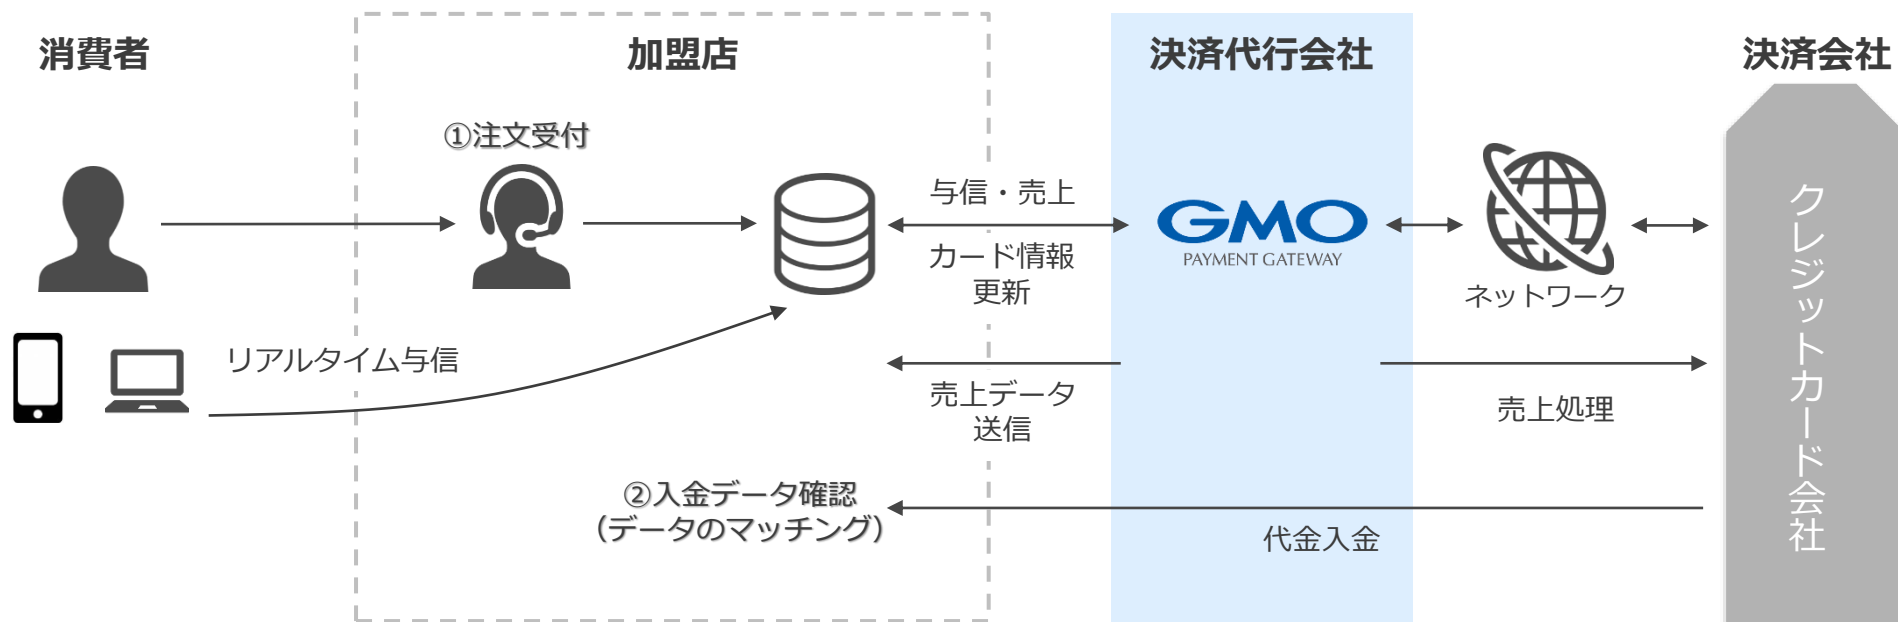 消費者
加盟店
決済代行会社
決済会社
①注文受付
与信・売上
カード情報
更新
GMO
PAYMENT GATEWAY
ネットワーク
クレジットカード会社
リアルタイム与信
売上データ
送信
売上処理
②入金データ確認
（データのマッチング）
代金入金